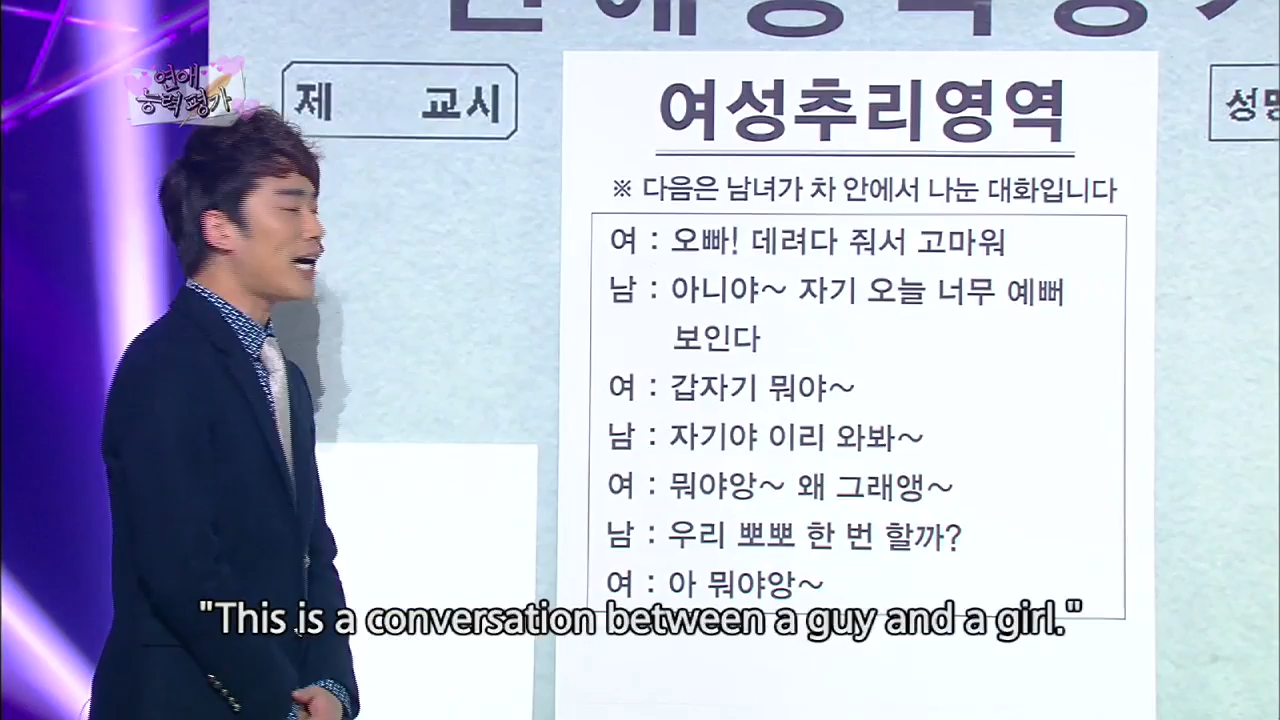 연애
능력평가
제 교시
여성추리영역
※ 다음은 남녀가 차 안에서 나눈 대화입니다
여 : 오빠! 데려다 줘서 고마워
남 : 아니야~ 자기 오늘 너무 예뻐
보인다
여 : 갑자기 뭐야~
남 : 자기야 이리 와봐~
여 : 뭐야앙~ 왜 그래앵~
남 : 우리 뽀뽀 한 번 할까?
여 : 아 뭐야앙~
"This is a conversation between a guy and a girl."